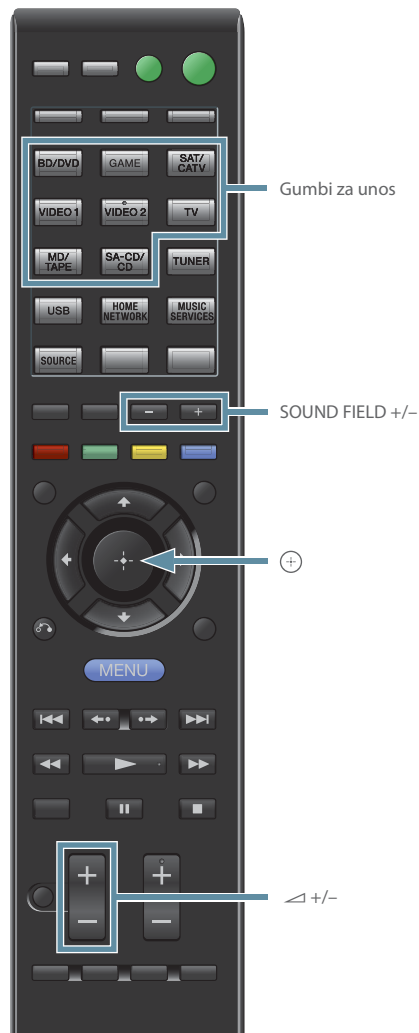 BD/DVD GAME SAT/
CATV
Gumbi za unos
VIDEO 1 VIDEO 2 TV
MD/
TAPE SA-CD/
CD TUNER
USB HOME
NETWORK MUSIC
SERVICES
SOURCE
– +
SOUND FIELD +/–
MENU
+ +
– –
+/–